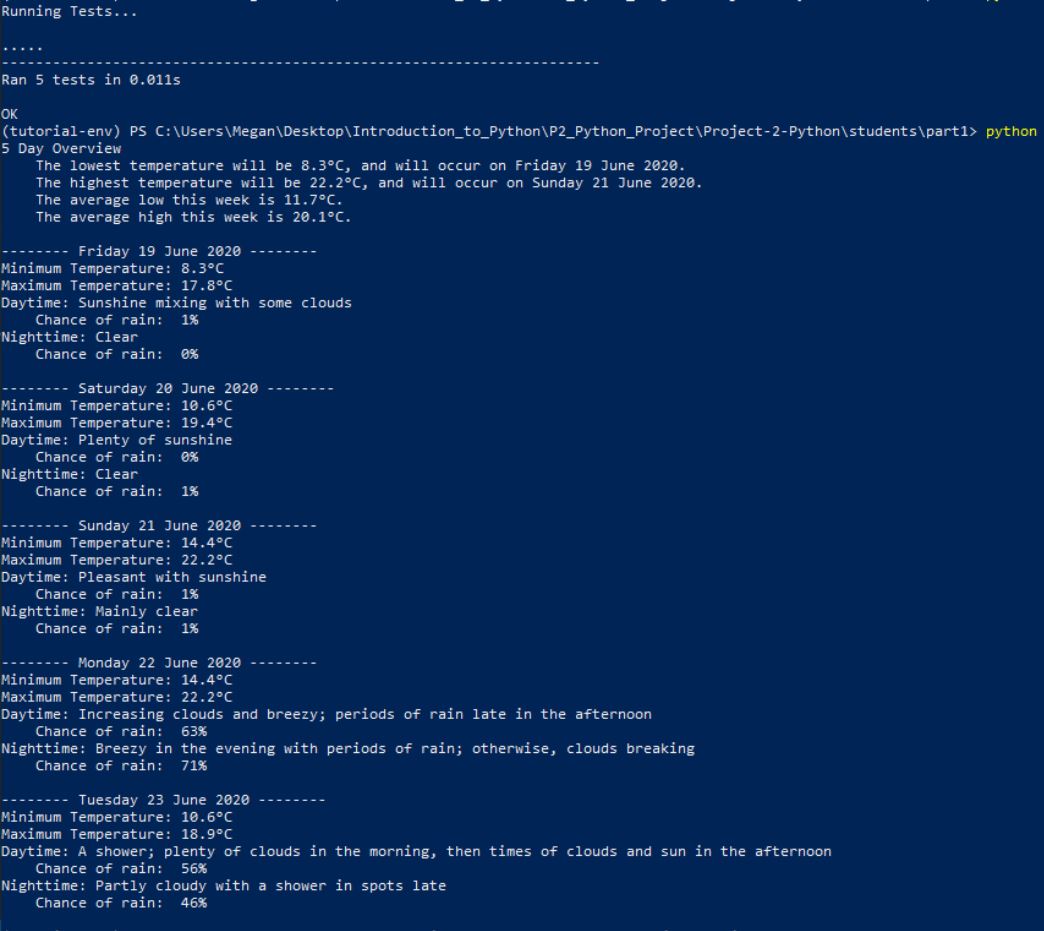 Running Tests...
.....
----------------------------------------------------------------------
Ran 5 tests in 0.011s
OK
(tutorial-env) PS C:\Users\Megan\Desktop\Introduction_to_Python\P2_Python_Project\Project-2-Python\students\part1> python
5 Day Overview
    The lowest temperature will be 8.3°C, and will occur on Friday 19 June 2020.
    The highest temperature will be 22.2°C, and will occur on Sunday 21 June 2020.
    The average low this week is 11.7°C.
    The average high this week is 20.1°C.
-------- Friday 19 June 2020 --------
Minimum Temperature: 8.3°C
Maximum Temperature: 17.8°C
Daytime: Sunshine mixing with some clouds
    Chance of rain:  1%
Nighttime: Clear
    Chance of rain:  0%
-------- Saturday 20 June 2020 --------
Minimum Temperature: 10.6°C
Maximum Temperature: 19.4°C
Daytime: Plenty of sunshine
    Chance of rain:  0%
Nighttime: Clear
    Chance of rain:  1%
-------- Sunday 21 June 2020 --------
Minimum Temperature: 14.4°C
Maximum Temperature: 22.2°C
Daytime: Pleasant with sunshine
    Chance of rain:  1%
Nighttime: Mainly clear
    Chance of rain:  1%
-------- Monday 22 June 2020 --------
Minimum Temperature: 14.4°C
Maximum Temperature: 22.2°C
Daytime: Increasing clouds and breezy; periods of rain late in the afternoon
    Chance of rain:  63%
Nighttime: Breezy in the evening with periods of rain; otherwise, clouds breaking
    Chance of rain:  71%
-------- Tuesday 23 June 2020 --------
Minimum Temperature: 10.6°C
Maximum Temperature: 18.9°C
Daytime: A shower; plenty of clouds in the morning, then times of clouds and sun in the afternoon
    Chance of rain:  56%
Nighttime: Partly cloudy with a shower in spots late
    Chance of rain:  46%